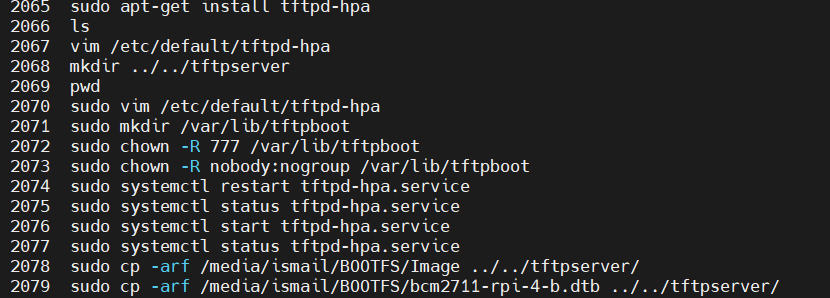 2065 sudo apt-get install tftpd-hpa
2066 ls
2067 vim /etc/default/tftpd-hpa
2068 mkdir ../../tftpserver
2069 pwd
2070 sudo vim /etc/default/tftpd-hpa
2071 sudo mkdir /var/lib/tftpboot
2072 sudo chown -R 777 /var/lib/tftpboot
2073 sudo chown -R nobody:nogroup /var/lib/tftpboot
2074 sudo systemctl restart tftpd-hpa.service
2075 sudo systemctl status tftpd-hpa.service
2076 sudo systemctl start tftpd-hpa.service
2077 sudo systemctl status tftpd-hpa.service
2078 sudo cp -arf /media/ismail/BOOTFS/Image ../../tftpserver/
2079 sudo cp -arf /media/ismail/BOOTFS/bcm2711-rpi-4-b.dtb ../../tftpserver/